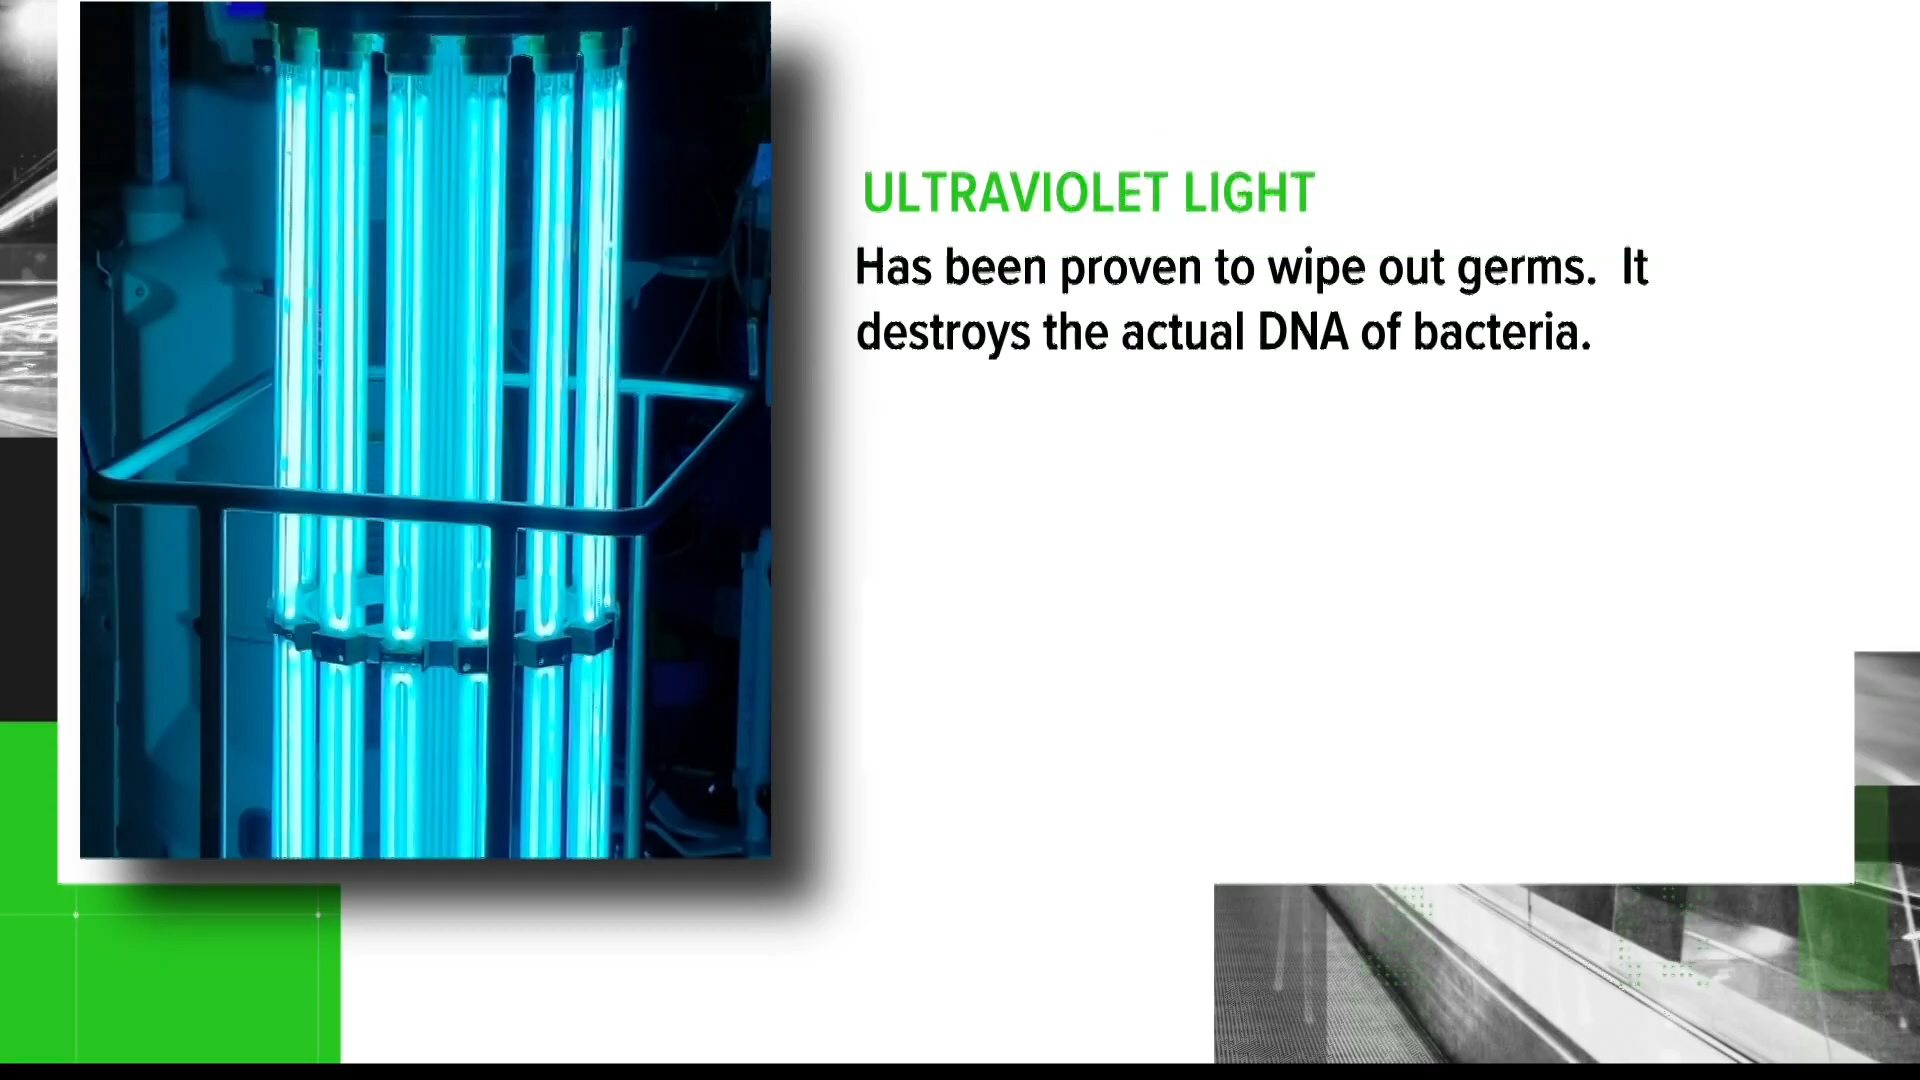 ULTRAVIOLET LIGHT
Has been proven to wipe out germs.  It
destroys the actual DNA of bacteria.